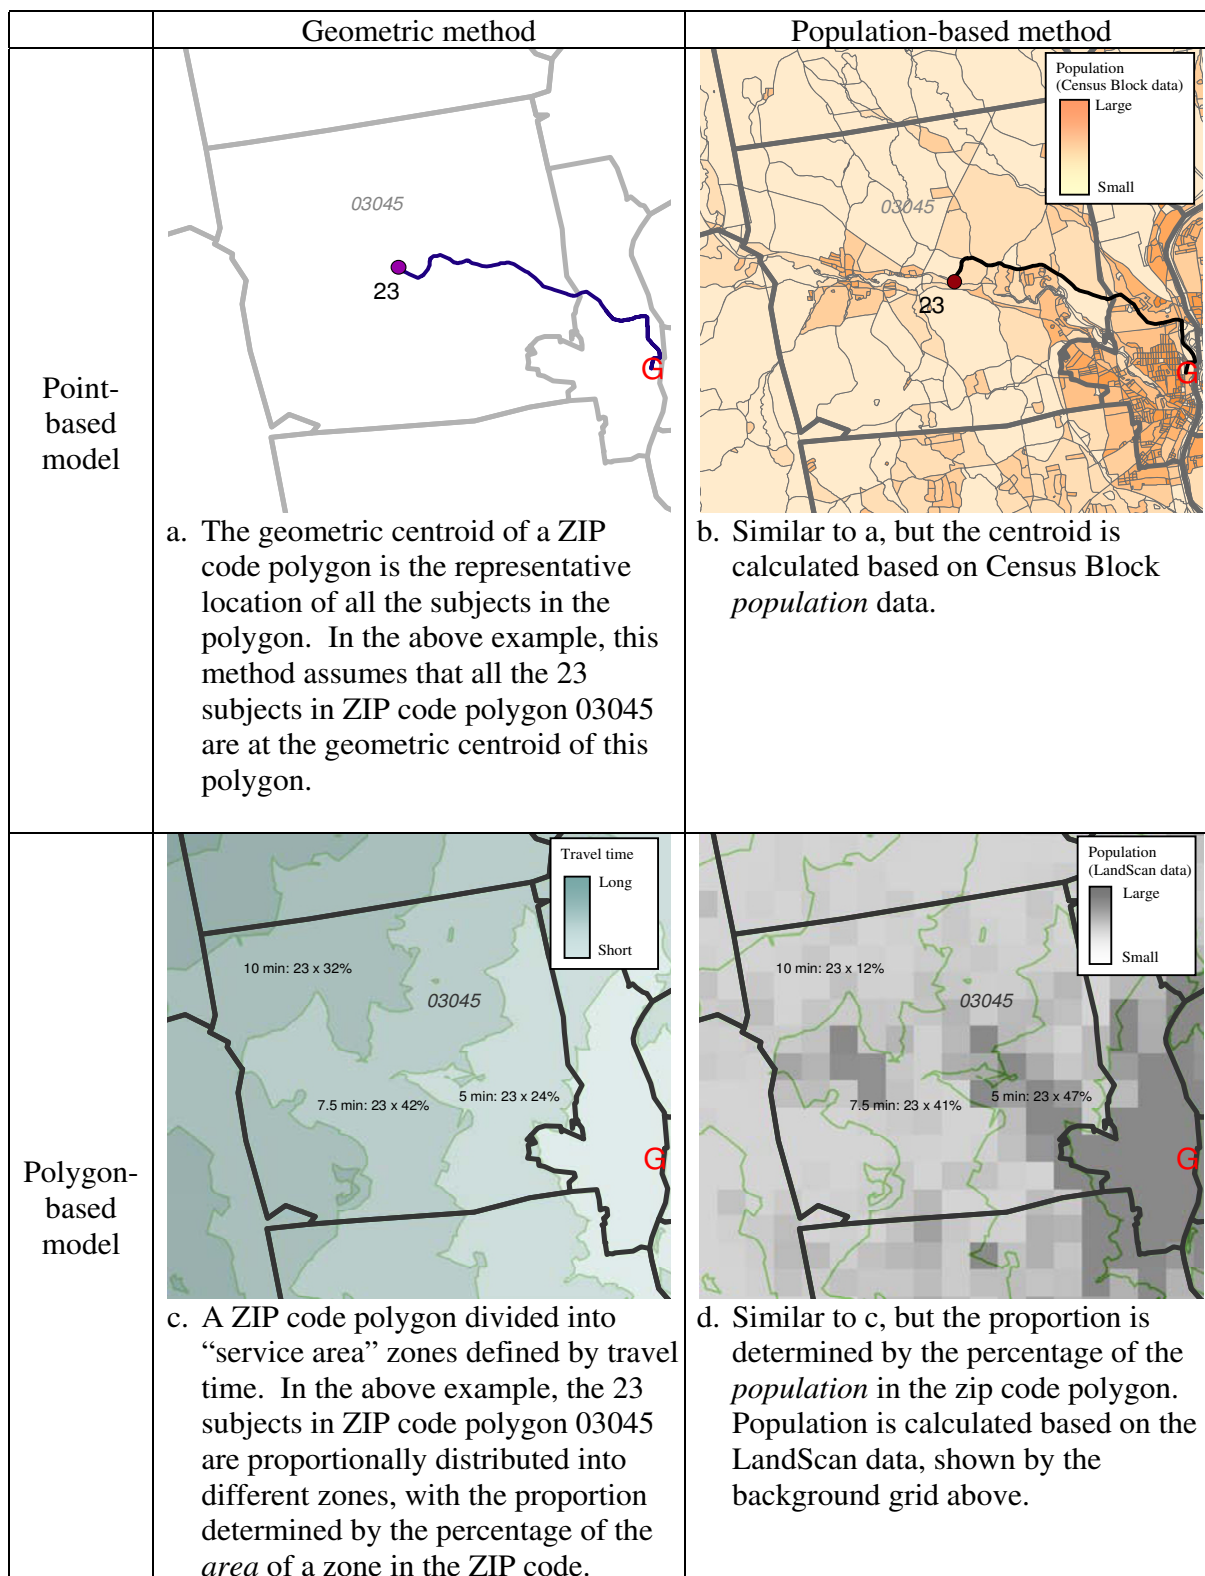 Geometric method
Population-based method
Point-
based
model
03045
23
G
Population
(Census Block data)
Large
Small
03045
23
G
a. The geometric centroid of a ZIP
code polygon is the representative
location of all the subjects in the
polygon. In the above example, this
method assumes that all the 23
subjects in ZIP code polygon 03045
are at the geometric centroid of this
polygon.
b. Similar to a, but the centroid is
calculated based on Census Block
population data.
Polygon-
based
model
Travel time
Long
Short
10 min: 23 x 32%
03045
7.5 min: 23 x 42%
5 min: 23 x 24%
G
Population
(LandScan data)
Large
Small
10 min: 23 x 12%
03045
7.5 min: 23 x 41%
5 min: 23 x 47%
G
c. A ZIP code polygon divided into
“service area” zones defined by travel
time. In the above example, the 23
subjects in ZIP code polygon 03045
are proportionally distributed into
different zones, with the proportion
determined by the percentage of the
area of a zone in the ZIP code.
d. Similar to c, but the proportion is
determined by the percentage of the
population in the zip code polygon.
Population is calculated based on the
LandScan data, shown by the
background grid above.